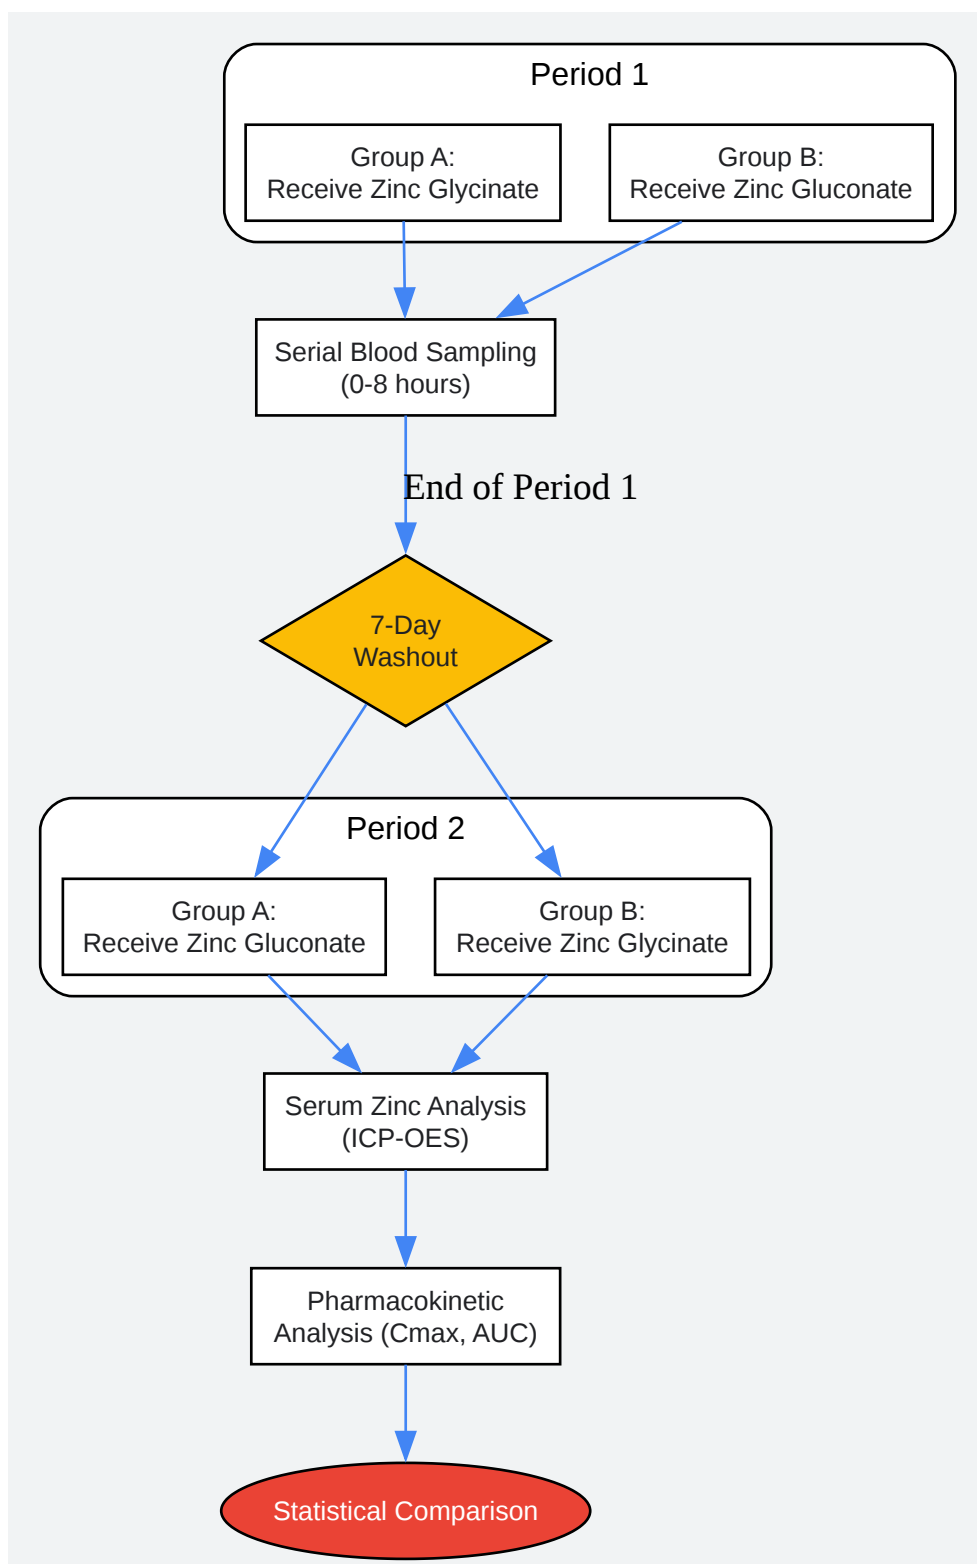 Period 1
Group A:
Receive Zinc Glycinate
Group B:
Receive Zinc Gluconate
Serial Blood Sampling
(0-8 hours)
End of Period 1
7-Day
Washout
Period 2
Group A:
Receive Zinc Gluconate
Group B:
Receive Zinc Glycinate
Serum Zinc Analysis
(ICP-OES)
Pharmacokinetic
Analysis (Cmax, AUC)
Statistical Comparison